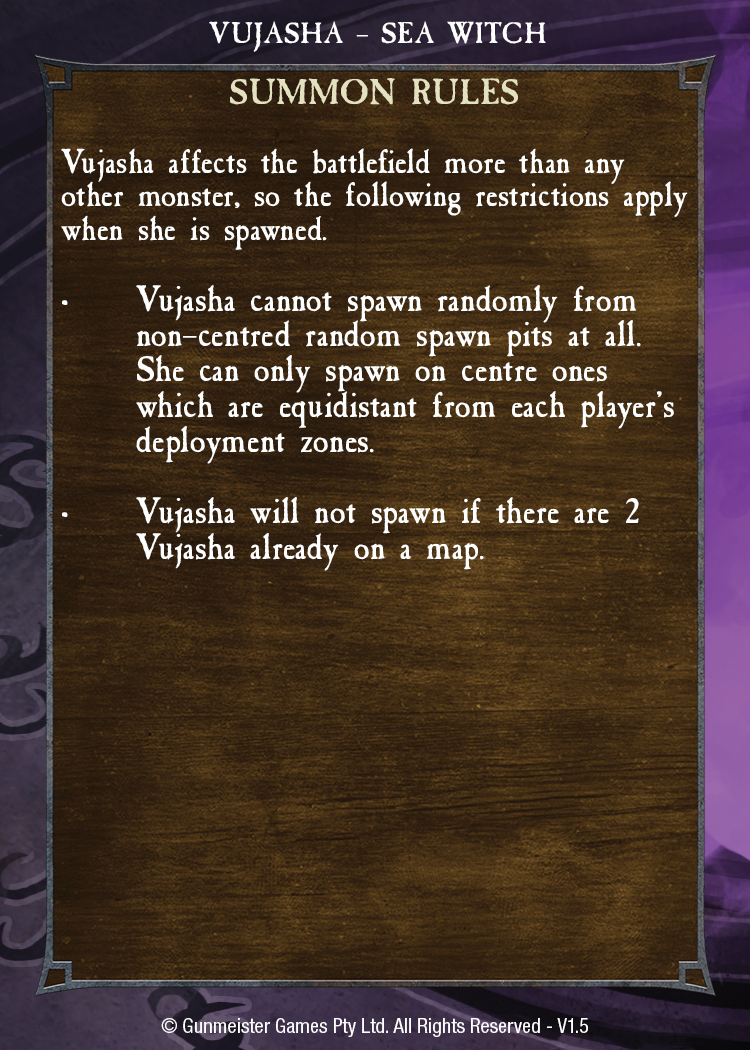 VUJASHA - SEA WITCH
SUMMON RULES
Vujasha affects the battlefield more than any
other monster, so the following restrictions apply
when she is spawned.
• Vujasha cannot spawn randomly from
non-centred random spawn pits at all.
She can only spawn on centre ones
which are equidistant from each player's
deployment zones.
• Vujasha will not spawn if there are 2
Vujasha already on a map.
© Gunmeister Games Pty Ltd. All Rights Reserved - V1.5